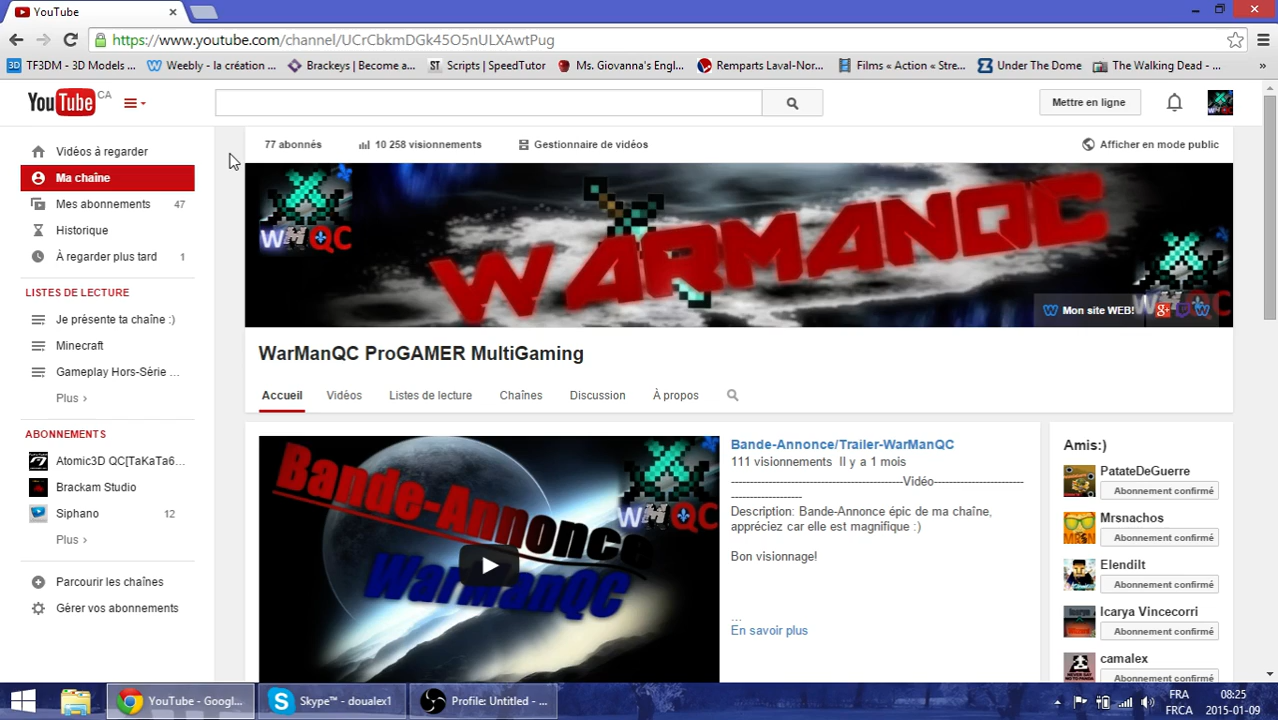 YouTube
https://www.youtube.com/channel/UCrCbkmDGk45O5nULXAwtPug
TF3DM - 3D Models ...
Weebly - la création ...
Brackeys | Become a...
ST Scripts | SpeedTutor
Ms. Giovanna's Engl...
Remparts Laval-Nor...
Films « Action « Stre...
Under The Dome
The Walking Dead - ...
»
YouTube CA
Mettre en ligne
Vidéos à regarder
Ma chaîne
Mes abonnements 47
Historique
À regarder plus tard 1
LISTES DE LECTURE
Je présente ta chaîne :)
Minecraft
Gameplay Hors-Série ...
Plus ›
ABONNEMENTS
Atomic3D QC[TaKaTa6...
Brackam Studio
Siphano 12
Plus ›
Parcourir les chaînes
Gérer vos abonnements
77 abonnés
10 258 visionnements
Gestionnaire de vidéos
Afficher en mode public
WMQC
WARMANQC
Mon site WEB!
WarManQC ProGAMER MultiGaming
Accueil
Vidéos
Listes de lecture
Chaînes
Discussion
À propos
Bande-Annonce
WarmanQC
WMQC
Bande-Annonce/Trailer-WarManQC
111 visionnements Il y a 1 mois
-------------------------------------------Vidéo----------------------
------------------
Description: Bande-Annonce épic de ma chaîne,
appréciez car elle est magnifique :)
Bon visionnage!
...
En savoir plus
Amis:)
PatateDeGuerre
Abonnement confirmé
Mrsnachos
Abonnement confirmé
Elendilt
Abonnement confirmé
Icarya Vincecorri
Abonnement confirmé
camalex
Abonnement confirmé
YouTube - Googl...
Skype™ - doualex1
Profile: Untitled - ...
FRA
FRCA
08:25
2015-01-09